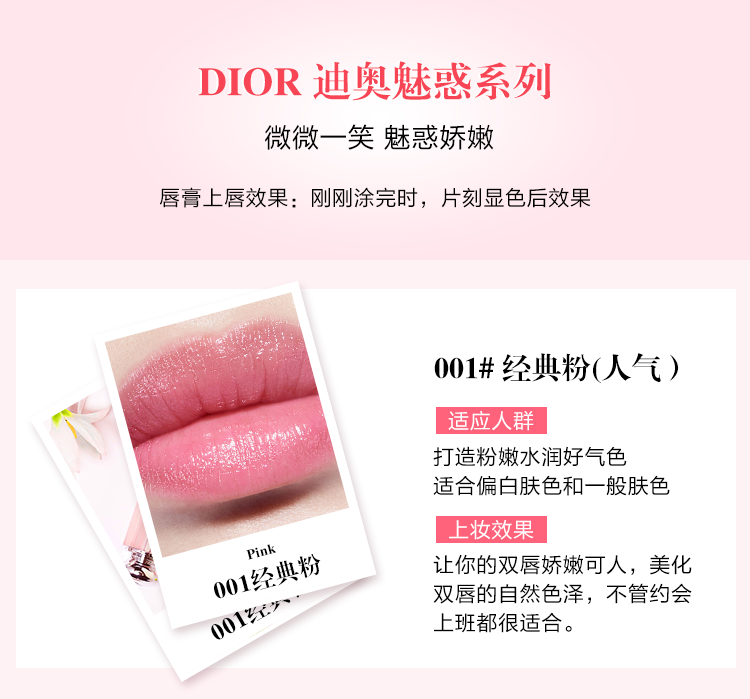 DIOR 迪奥魅惑系列
微微一笑 魅惑娇嫩
唇膏上唇效果：刚刚涂完时，片刻显色后效果
001# 经典粉(人气）
适应人群
打造粉嫩水润好气色
适合偏白肤色和一般肤色
上妆效果
让你的双唇娇嫩可人，美化
双唇的自然色泽，不管约会
上班都很适合。
Pink
001经典粉
001经典